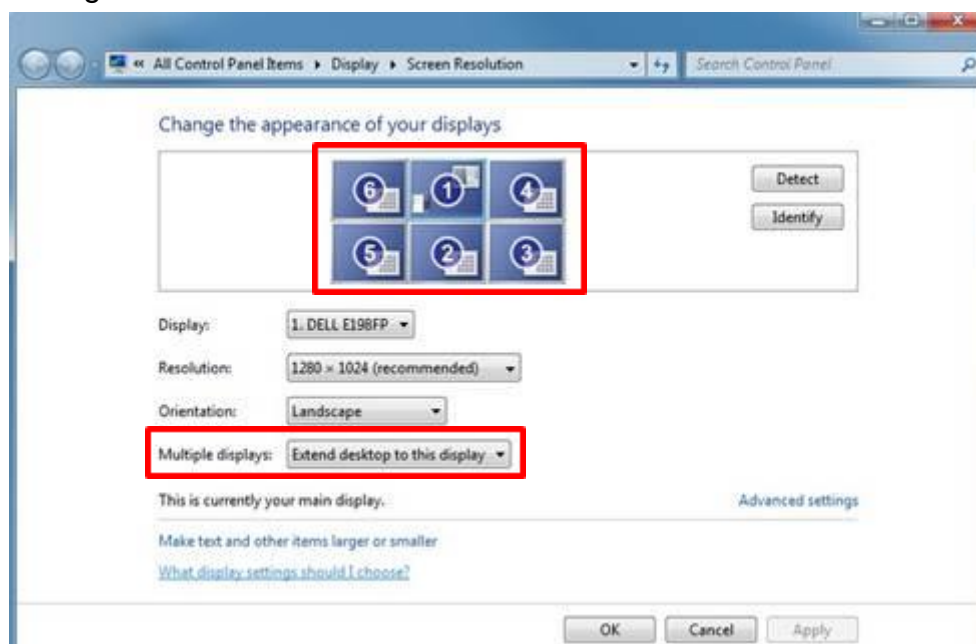 « All Control Panel Items ▸ Display ▸ Screen Resolution
Search Control Panel
Change the appearance of your displays
6 1 4
5 2 3
Detect
Identify
Display: 1. DELL E198FP
Resolution: 1280 × 1024 (recommended)
Orientation: Landscape
Multiple displays: Extend desktop to this display
This is currently your main display.
Advanced settings
Make text and other items larger or smaller
What display settings should I choose?
OK Cancel Apply